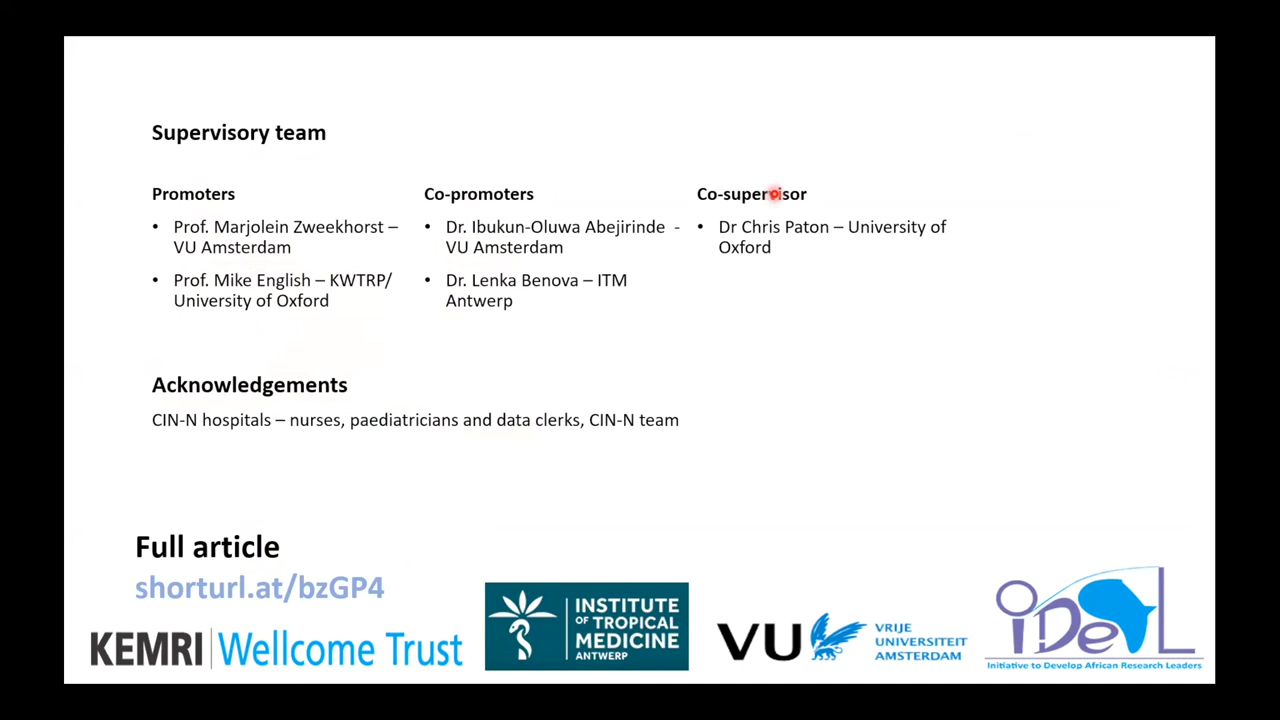 Supervisory team
Promoters
• Prof. Marjolein Zweekhorst –
VU Amsterdam
• Prof. Mike English – KWTRP/
University of Oxford
Co-promoters
• Dr. Ibukun-Oluwa Abejirinde -
VU Amsterdam
• Dr. Lenka Benova – ITM
Antwerp
Co-supervisor
• Dr Chris Paton – University of
Oxford
Acknowledgements
CIN-N hospitals – nurses, paediatricians and data clerks, CIN-N team
Full article
shorturl.at/bzGP4
KEMRI | Wellcome Trust
INSTITUTE
OF TROPICAL
MEDICINE
ANTWERP
VU
VRIJE
UNIVERSITEIT
AMSTERDAM
iDeAL
Initiative to Develop African Research Leaders